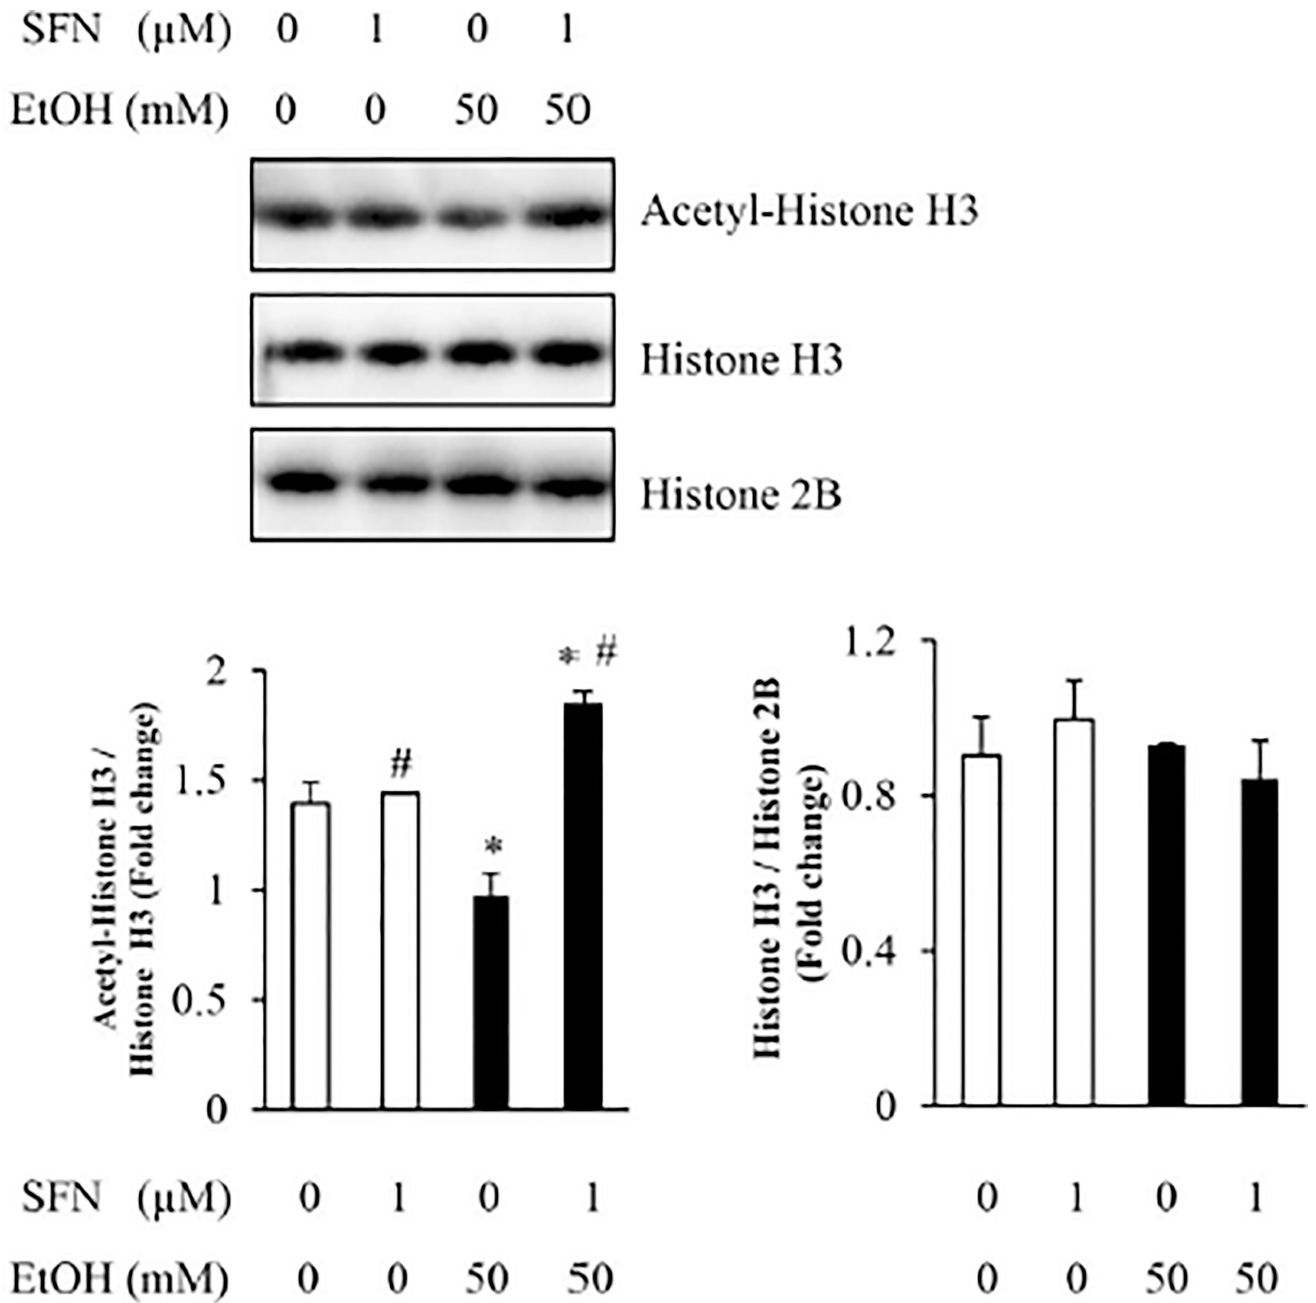 SFN (µM) 0 1 0 1
EtOH (mM) 0 0 50 50
Acetyl-Histone H3
Histone H3
Histone 2B
Acetyl-Histone H3 /
Histone H3 (Fold change)
2
1.5
1
0.5
0
#
*
* #
SFN (µM) 0 1 0 1
EtOH (mM) 0 0 50 50
Histone H3 / Histone 2B
(Fold change)
1.2
0.8
0.4
0
0 1 0 1
0 0 50 50